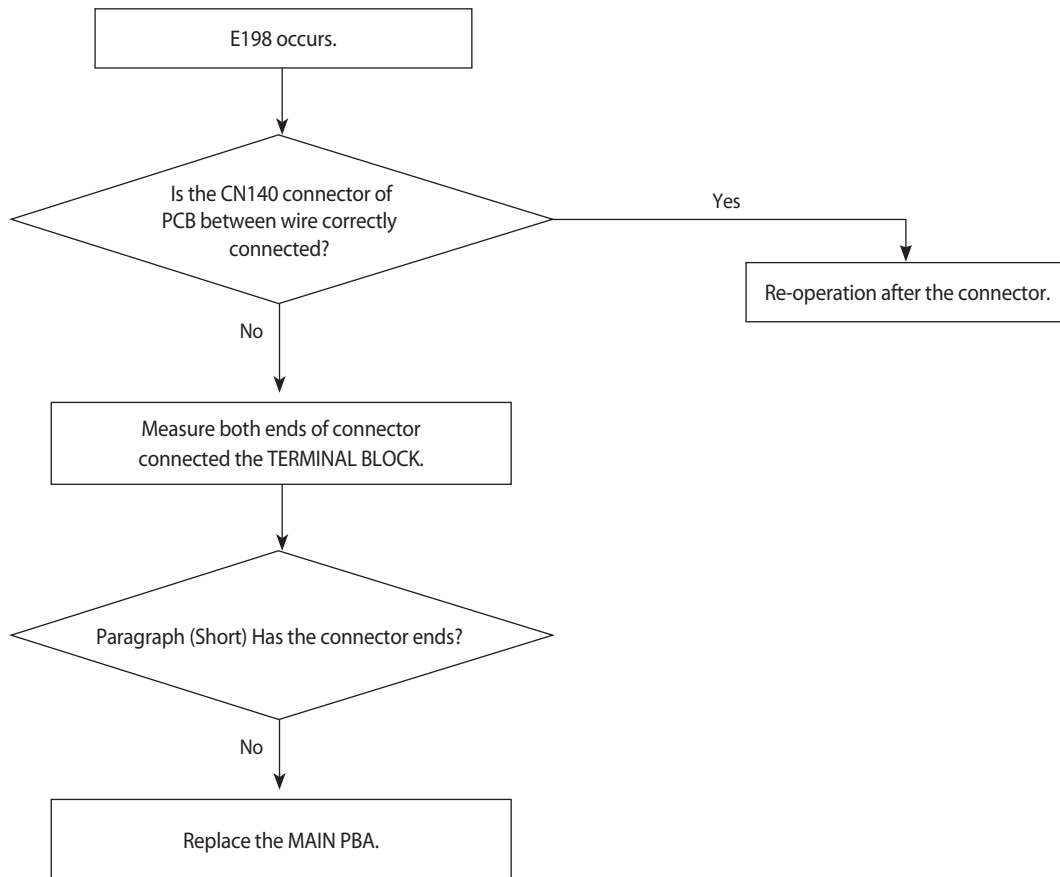 E198 occurs.
Is the CN140 connector of
PCB between wire correctly
connected?
Yes
Re-operation after the connector.
No
Measure both ends of connector
connected the TERMINAL BLOCK.
Paragraph (Short) Has the connector ends?
No
Replace the MAIN PBA.